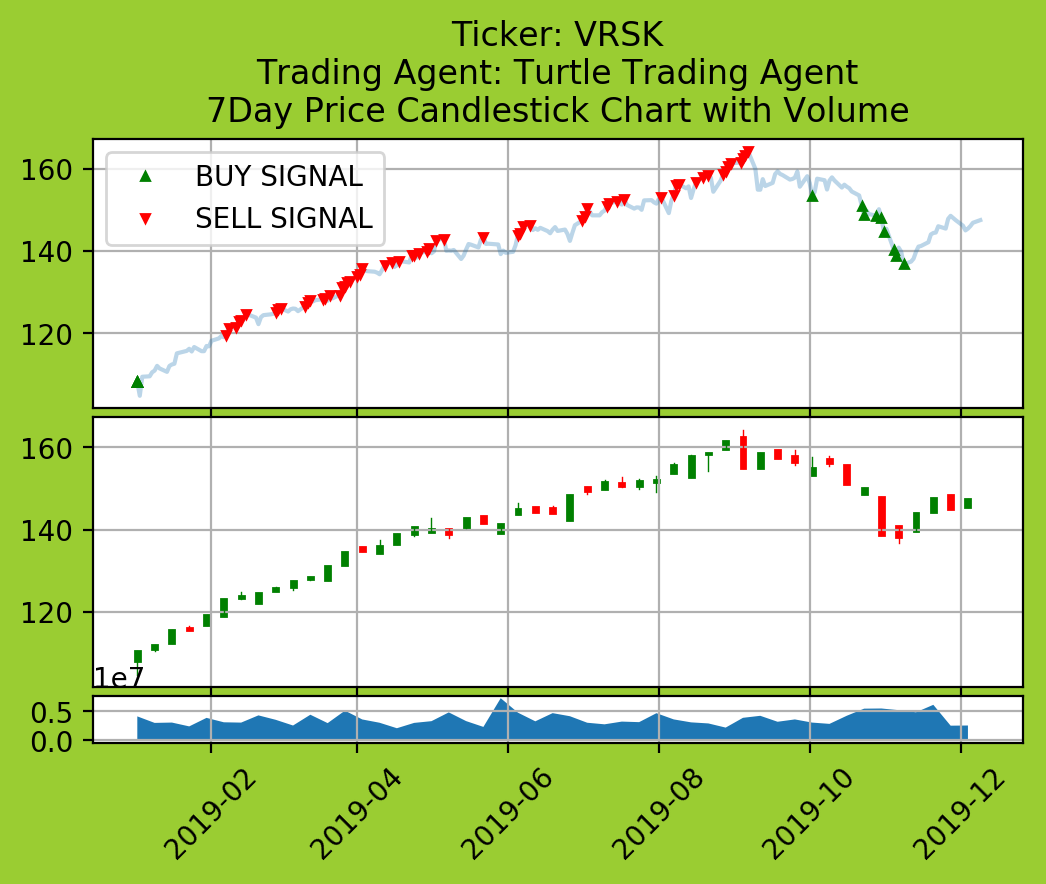 Ticker: VRSK
Trading Agent: Turtle Trading Agent
7Day Price Candlestick Chart with Volume
160
140
120
BUY SIGNAL
SELL SIGNAL
160
140
120
1e7
0.5
0.0
2019-02
2019-04
2019-06
2019-08
2019-10
2019-12